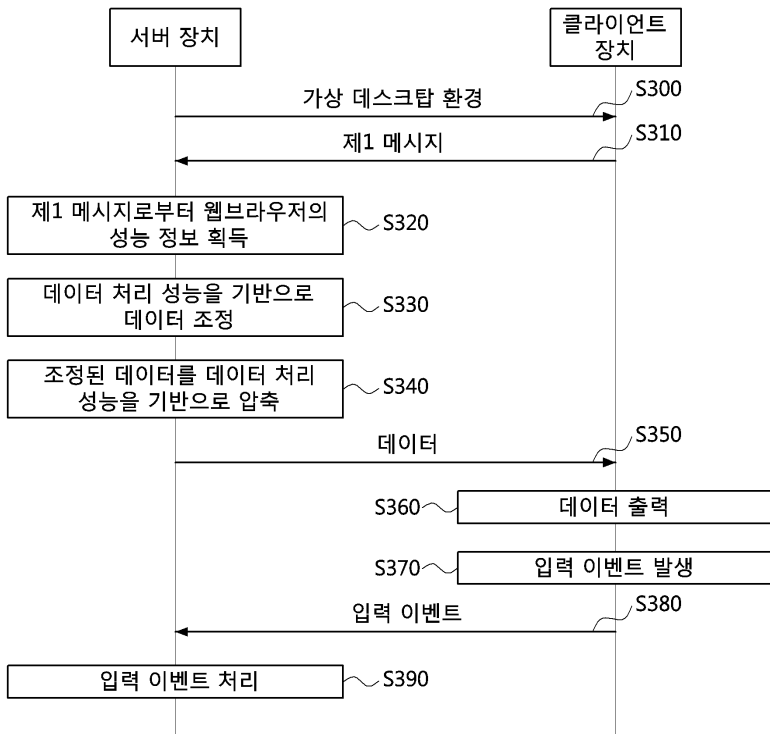 서버 장치
클라이언트
장치
가상 데스크탑 환경
S300
제1 메시지
S310
제1 메시지로부터 웹브라우저의
성능 정보 획득
S320
데이터 처리 성능을 기반으로
데이터 조정
S330
조정된 데이터를 데이터 처리
성능을 기반으로 압축
S340
데이터
S350
S360
데이터 출력
S370
입력 이벤트 발생
입력 이벤트
S380
입력 이벤트 처리
S390